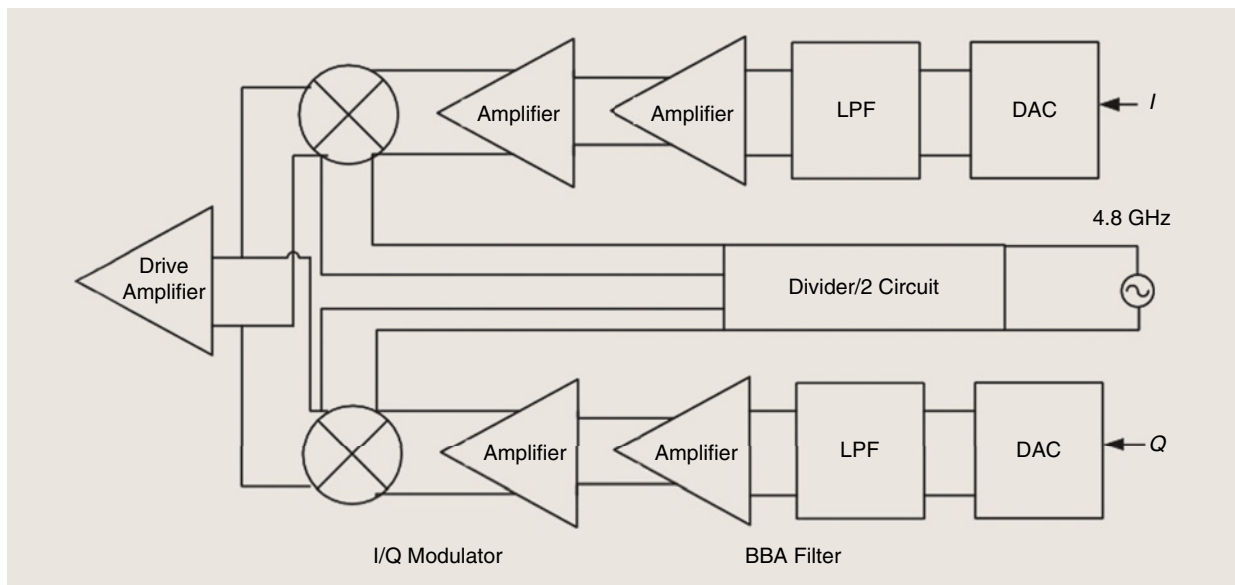 Amplifier
Amplifier
LPF
DAC
I
4.8 GHz
Drive
Amplifier
Divider/2 Circuit
Amplifier
Amplifier
LPF
DAC
Q
I/Q Modulator
BBA Filter